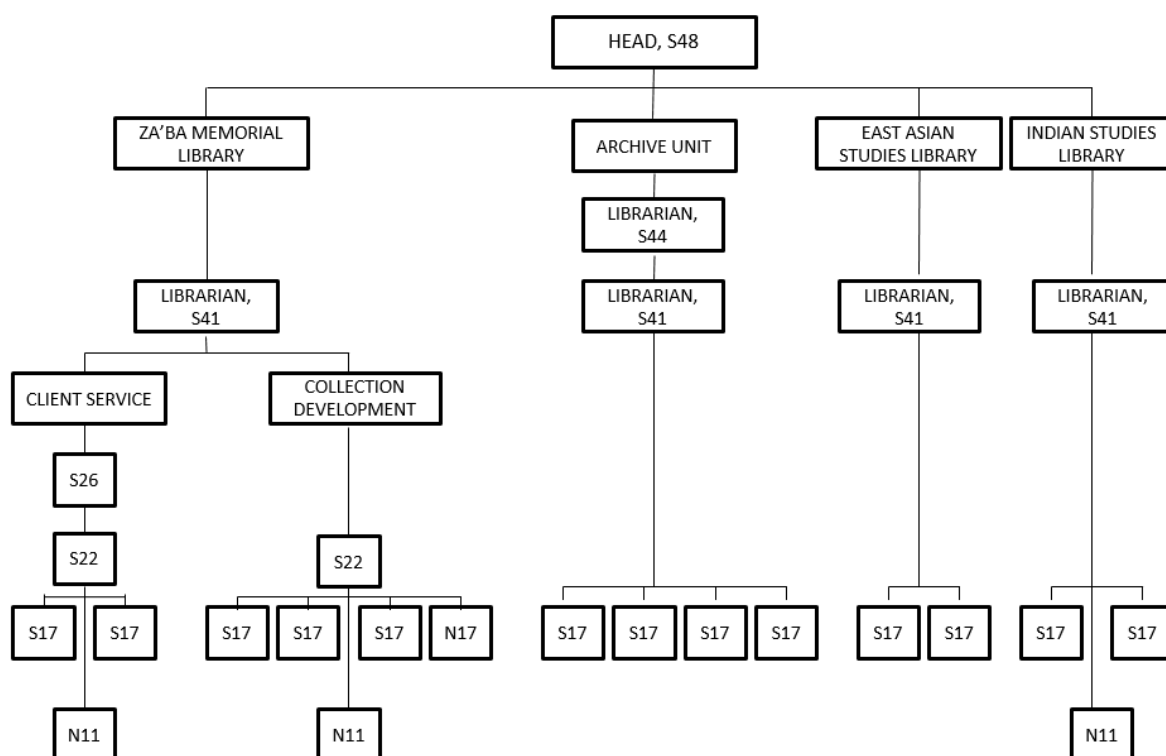 HEAD, S48
ZA'BA MEMORIAL
LIBRARY
ARCHIVE UNIT
EAST ASIAN
STUDIES LIBRARY
INDIAN STUDIES
LIBRARY
LIBRARIAN,
S44
LIBRARIAN,
S41
LIBRARIAN,
S41
LIBRARIAN,
S41
LIBRARIAN,
S41
CLIENT SERVICE
COLLECTION
DEVELOPMENT
S26
S22
S22
S17
S17
S17
S17
S17
N17
S17
S17
S17
S17
S17
S17
S17
S17
N11
N11
N11